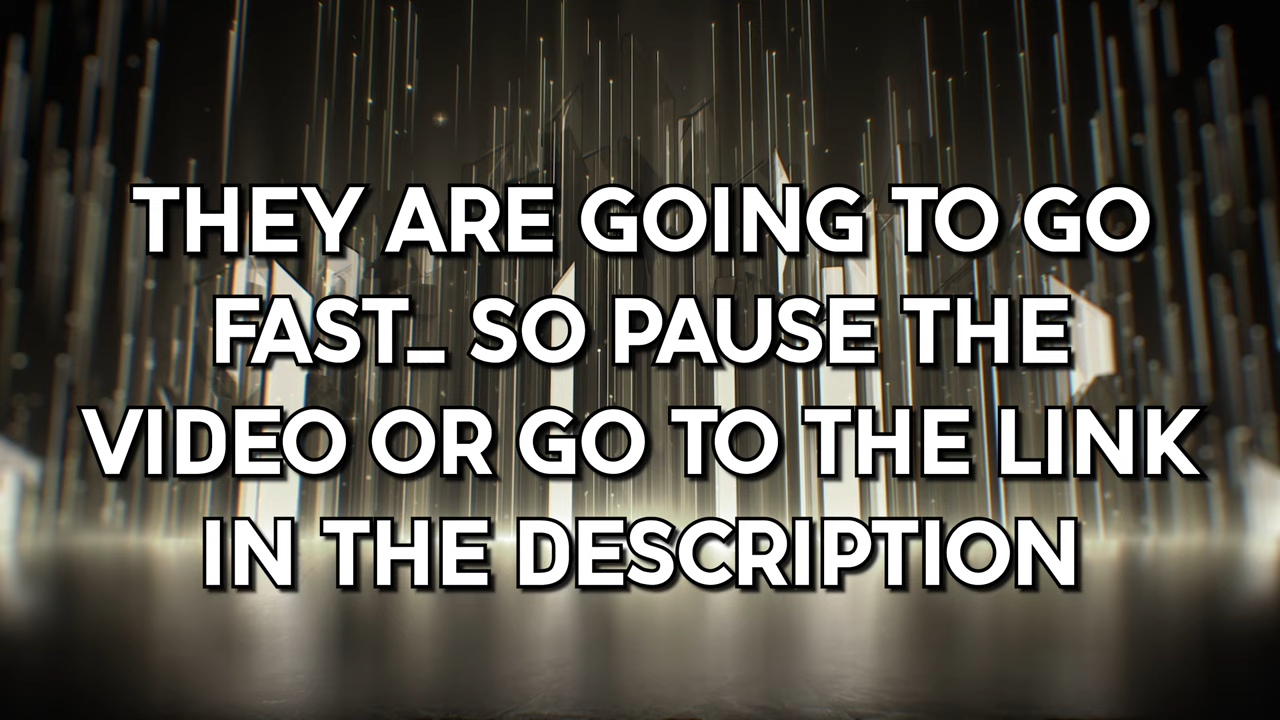 THEY ARE GOING TO GO
FAST_ SO PAUSE THE
VIDEO OR GO TO THE LINK
IN THE DESCRIPTION